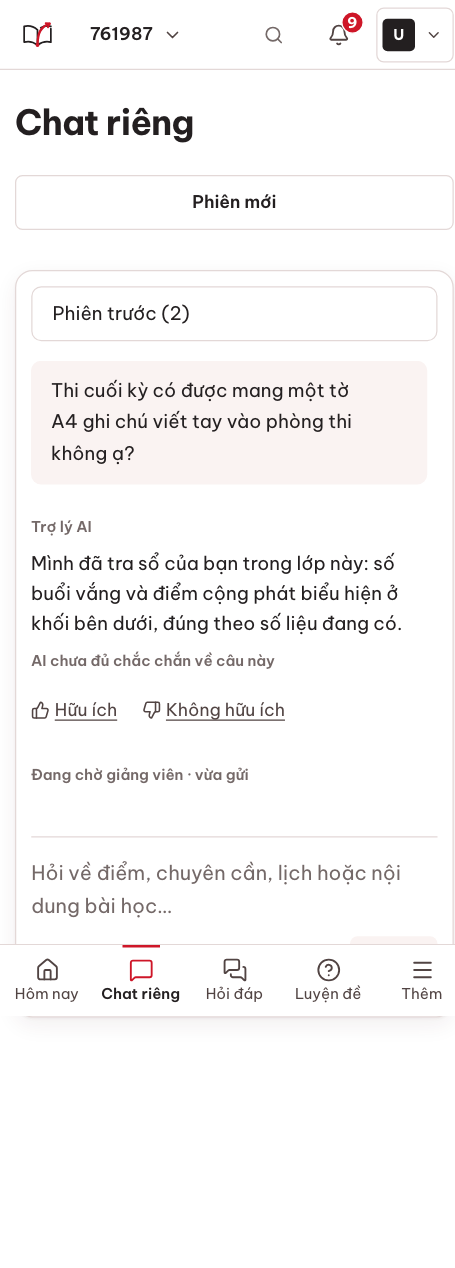 761987
9
U
Chat riêng
Phiên mới
Phiên trước (2)
Thi cuối kỳ có được mang một tờ
A4 ghi chú viết tay vào phòng thi
không ạ?
Trợ lý AI
Mình đã tra sổ của bạn trong lớp này: số
buổi vắng và điểm cộng phát biểu hiện ở
khối bên dưới, đúng theo số liệu đang có.
AI chưa đủ chắc chắn về câu này
Hữu ích
Không hữu ích
Đang chờ giảng viên · vừa gửi
Hỏi về điểm, chuyên cần, lịch hoặc nội
dung bài học…
Hôm nay
Chat riêng
Hỏi đáp
Luyện đề
Thêm